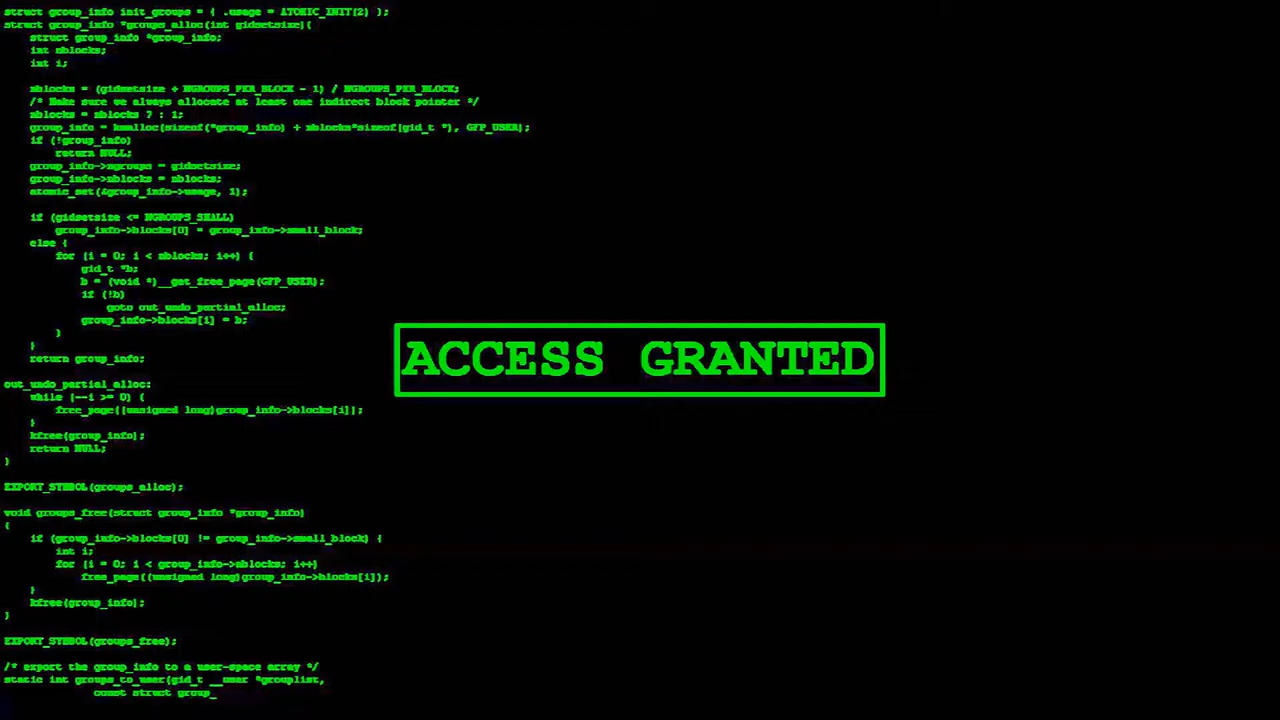 struct group_info init_groups = { .usage = ATOMIC_INIT(2) };
struct group_info *groups_alloc(int gidsetsize){
    struct group_info *group_info;
    int nblocks;
    int i;

    nblocks = (gidsetsize + NGROUPS_PER_BLOCK - 1) / NGROUPS_PER_BLOCK;
    /* Make sure we always allocate at least one indirect block pointer */
    nblocks = nblocks ? : 1;
    group_info = kmalloc(sizeof(*group_info) + nblocks*sizeof(gid_t *), GFP_USER);
    if (!group_info)
        return NULL;
    group_info->ngroups = gidsetsize;
    group_info->nblocks = nblocks;
    atomic_set(&group_info->usage, 1);

    if (gidsetsize <= NGROUPS_SMALL)
        group_info->blocks[0] = group_info->small_block;
    else {
        for (i = 0; i < nblocks; i++) {
            gid_t *b;
            b = (void *)__get_free_page(GFP_USER);
            if (!b)
                goto out_undo_partial_alloc;
            group_info->blocks[i] = b;
        }
    }
    return group_info;

out_undo_partial_alloc:
    while (--i >= 0) {
        free_page((unsigned long)group_info->blocks[i]);
    }
    kfree(group_info);
    return NULL;
}

EXPORT_SYMBOL(groups_alloc);

void groups_free(struct group_info *group_info)
{
    if (group_info->blocks[0] != group_info->small_block) {
        int i;
        for (i = 0; i < group_info->nblocks; i++)
            free_page((unsigned long)group_info->blocks[i]);
    }
    kfree(group_info);
}

EXPORT_SYMBOL(groups_free);

/* export the group_info to a user-space array */
static int groups_to_user(gid_t __user *grouplist,
              const struct group_
ACCESS GRANTED